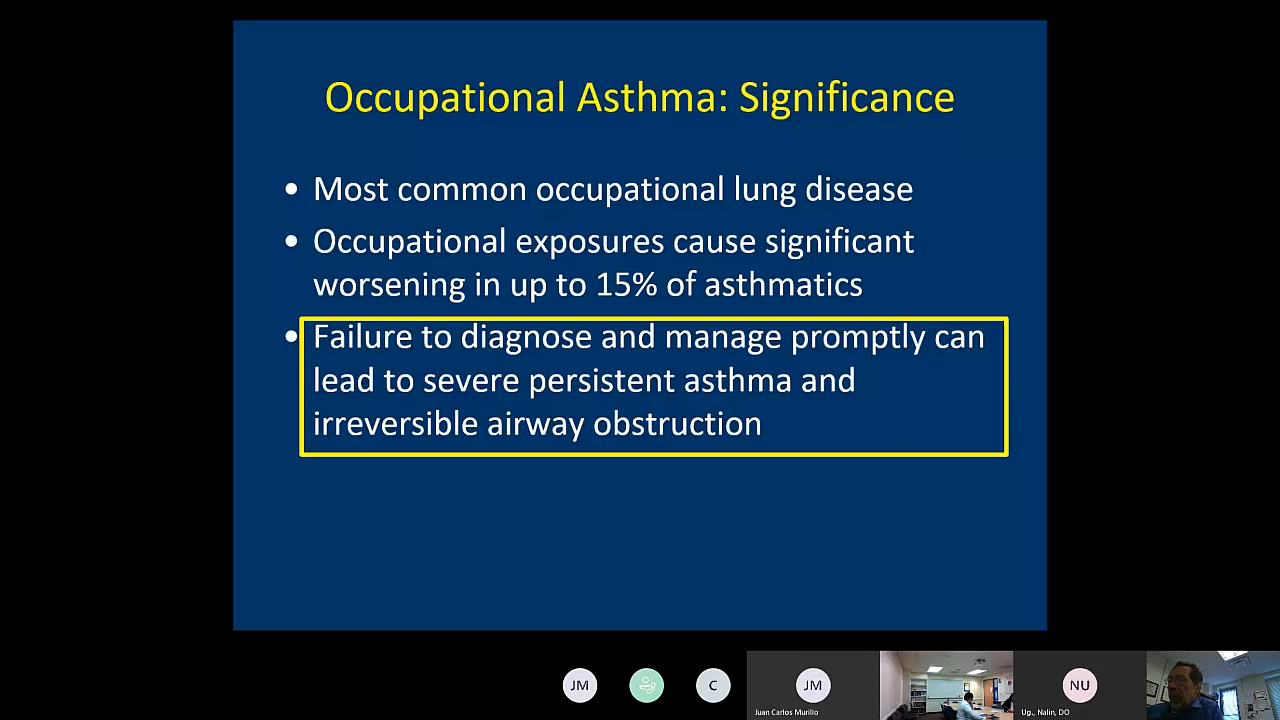 Occupational Asthma: Significance
• Most common occupational lung disease
• Occupational exposures cause significant
worsening in up to 15% of asthmatics
• Failure to diagnose and manage promptly can
lead to severe persistent asthma and
irreversible airway obstruction
JM
C
JM
NU
Juan Carlos Murillo
Ug., Nalin, DO